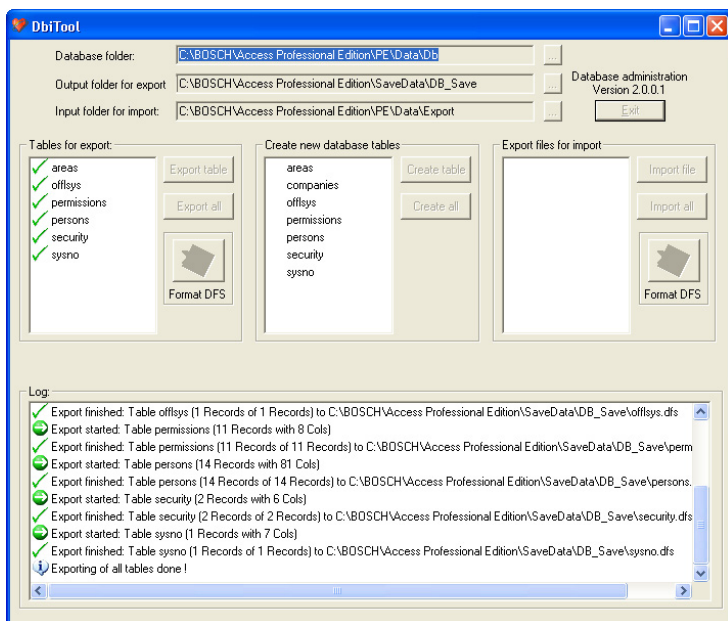 DbiTool
Database folder: C:\BOSCH\Access Professional Edition\PE\Data\Db ...
Output folder for export C:\BOSCH\Access Professional Edition\SaveData\DB_Save ...
Input folder for import: C:\BOSCH\Access Professional Edition\PE\Data\Export ...
Database administration
Version 2.0.0.1
Exit
Tables for export:
areas
offlsys
permissions
persons
security
sysno
Export table
Export all
Format DFS
Create new database tables
areas
companies
offlsys
permissions
persons
security
sysno
Create table
Create all
Export files for import
Import file
Import all
Format DFS
Log:
Export finished: Table offlsys (1 Records of 1 Records) to C:\BOSCH\Access Professional Edition\SaveData\DB_Save\offlsys.dfs
Export started: Table permissions (11 Records with 8 Cols)
Export finished: Table permissions (11 Records of 11 Records) to C:\BOSCH\Access Professional Edition\SaveData\DB_Save\perm
Export started: Table persons (14 Records with 81 Cols)
Export finished: Table persons (14 Records of 14 Records) to C:\BOSCH\Access Professional Edition\SaveData\DB_Save\persons.
Export started: Table security (2 Records with 6 Cols)
Export finished: Table security (2 Records of 2 Records) to C:\BOSCH\Access Professional Edition\SaveData\DB_Save\security.dfs
Export started: Table sysno (1 Records with 7 Cols)
Export finished: Table sysno (1 Records of 1 Records) to C:\BOSCH\Access Professional Edition\SaveData\DB_Save\sysno.dfs
Exporting of all tables done !